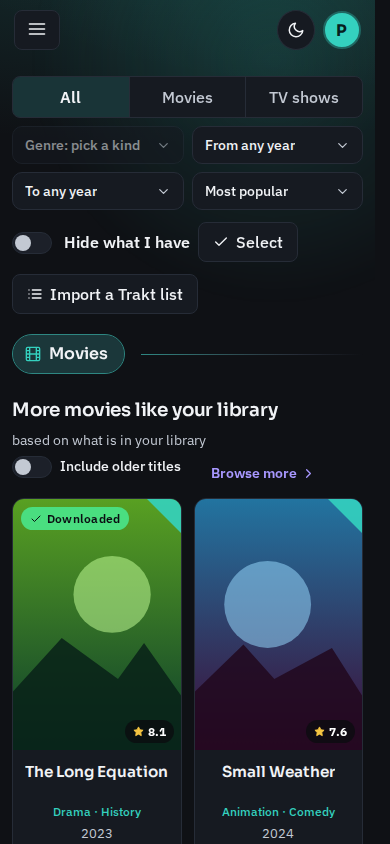 P
All Movies TV shows
Genre: pick a kind From any year
To any year Most popular
Hide what I have Select
Import a Trakt list
Movies
More movies like your library
based on what is in your library
Include older titles Browse more
Downloaded
8.1 7.6
The Long Equation Small Weather
Drama · History Animation · Comedy
2023 2024